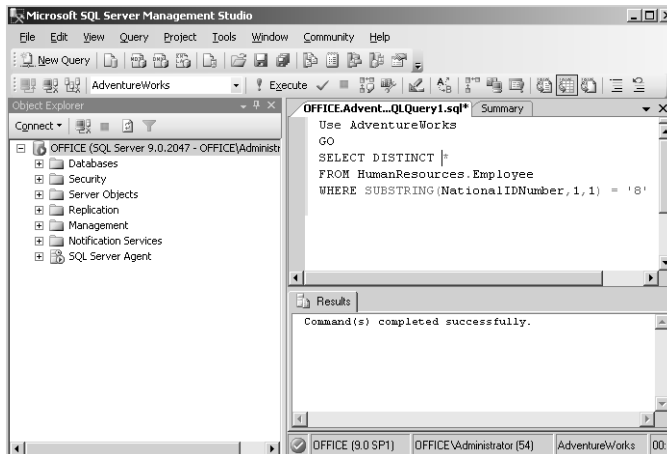 Microsoft SQL Server Management Studio
File Edit View Query Project Tools Window Community Help
New Query
AdventureWorks Execute
Object Explorer
OFFICE.Advent...QLQuery1.sql* Summary
Connect
OFFICE (SQL Server 9.0.2047 - OFFICE\Administr
Databases
Security
Server Objects
Replication
Management
Notification Services
SQL Server Agent
Use AdventureWorks
GO
SELECT DISTINCT *
FROM HumanResources.Employee
WHERE SUBSTRING(NationalIDNumber,1,1) = '8'
Results
Command(s) completed successfully.
OFFICE (9.0 SP1) OFFICE\Administrator (54) AdventureWorks 00: